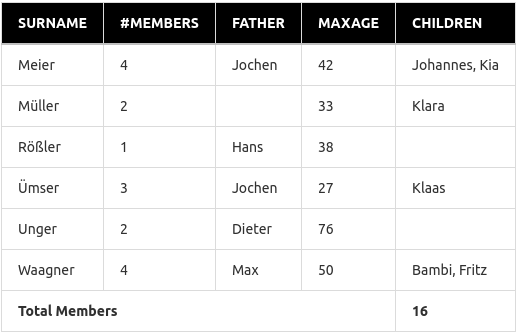 SURNAME #MEMBERS FATHER MAXAGE CHILDREN
Meier 4 Jochen 42 Johannes, Kia
Müller 2 33 Klara
Rößler 1 Hans 38
Ümser 3 Jochen 27 Klaas
Unger 2 Dieter 76
Waagner 4 Max 50 Bambi, Fritz
Total Members 16